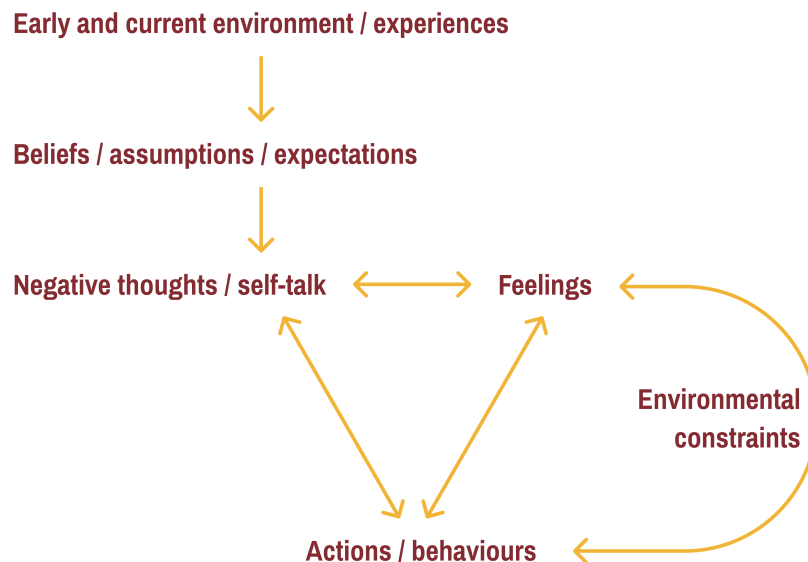 Early and current environment / experiences
Beliefs / assumptions / expectations
Negative thoughts / self-talk
Feelings
Environmental
constraints
Actions / behaviours